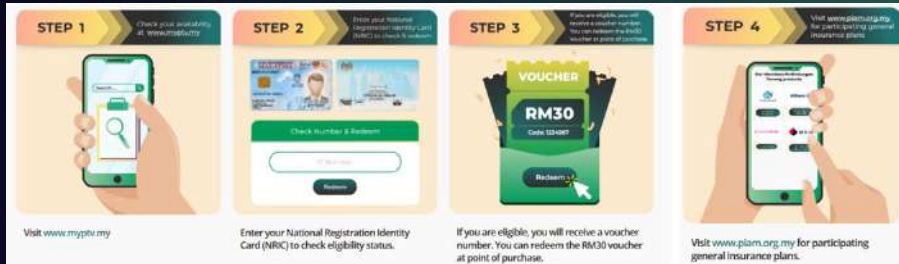 STEP 1
Check your availability
at www.myptv.my
Search...
Visit www.myptv.my
STEP 2
Enter your National
Registration Identity Card
(NRIC) to check & redeem
Check Number & Redeem
Redeem
Enter your National Registration Identity
Card (NRIC) to check eligibility status.
STEP 3
If you are eligible, you will
receive a voucher number.
You can redeem the RM30
voucher at point of purchase
VOUCHER
RM30
Code: 1234567
Redeem
If you are eligible, you will receive a voucher
number. You can redeem the RM30 voucher
at point of purchase.
STEP 4
Visit www.piam.org.my
for participating general
insurance plans
Visit www.piam.org.my for participating
general insurance plans.